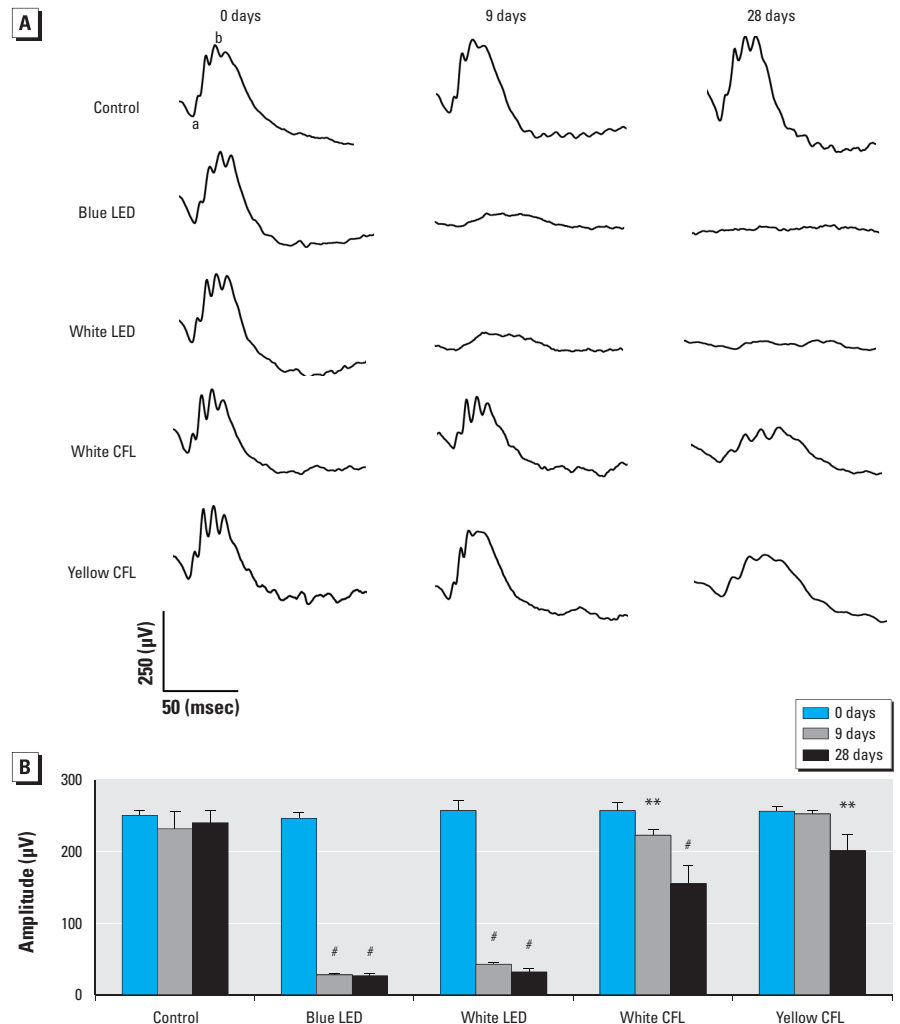 A
0 days 9 days 28 days
b
Control
a
Blue LED
White LED
White CFL
Yellow CFL
250 (µV)
50 (msec)
0 days
9 days
28 days
B
300
200
100
0
Amplitude (µV)
** **
#
# # # #
Control Blue LED White LED White CFL Yellow CFL